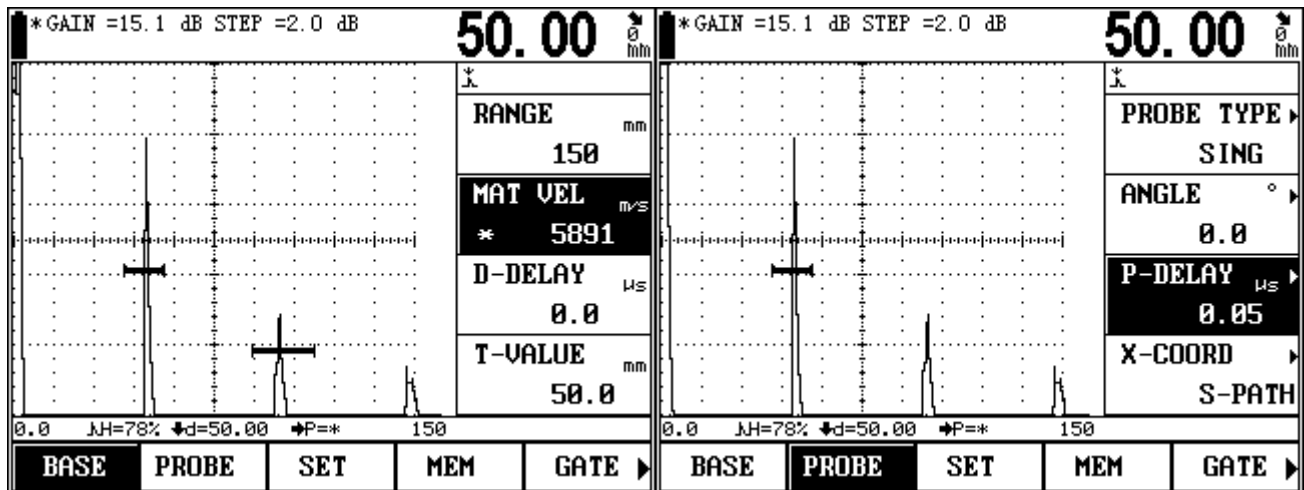 *GAIN =15.1 dB STEP =2.0 dB
50.00
0
mm
RANGE mm
150
MAT VEL m/s
* 5891
D-DELAY µs
0.0
T-VALUE mm
50.0
0.0 H=78% d=50.00 P=* 150
BASE PROBE SET MEM GATE
*GAIN =15.1 dB STEP =2.0 dB
50.00
0
mm
PROBE TYPE
SING
ANGLE °
0.0
P-DELAY µs
0.05
X-COORD
S-PATH
0.0 H=78% d=50.00 P=* 150
BASE PROBE SET MEM GATE